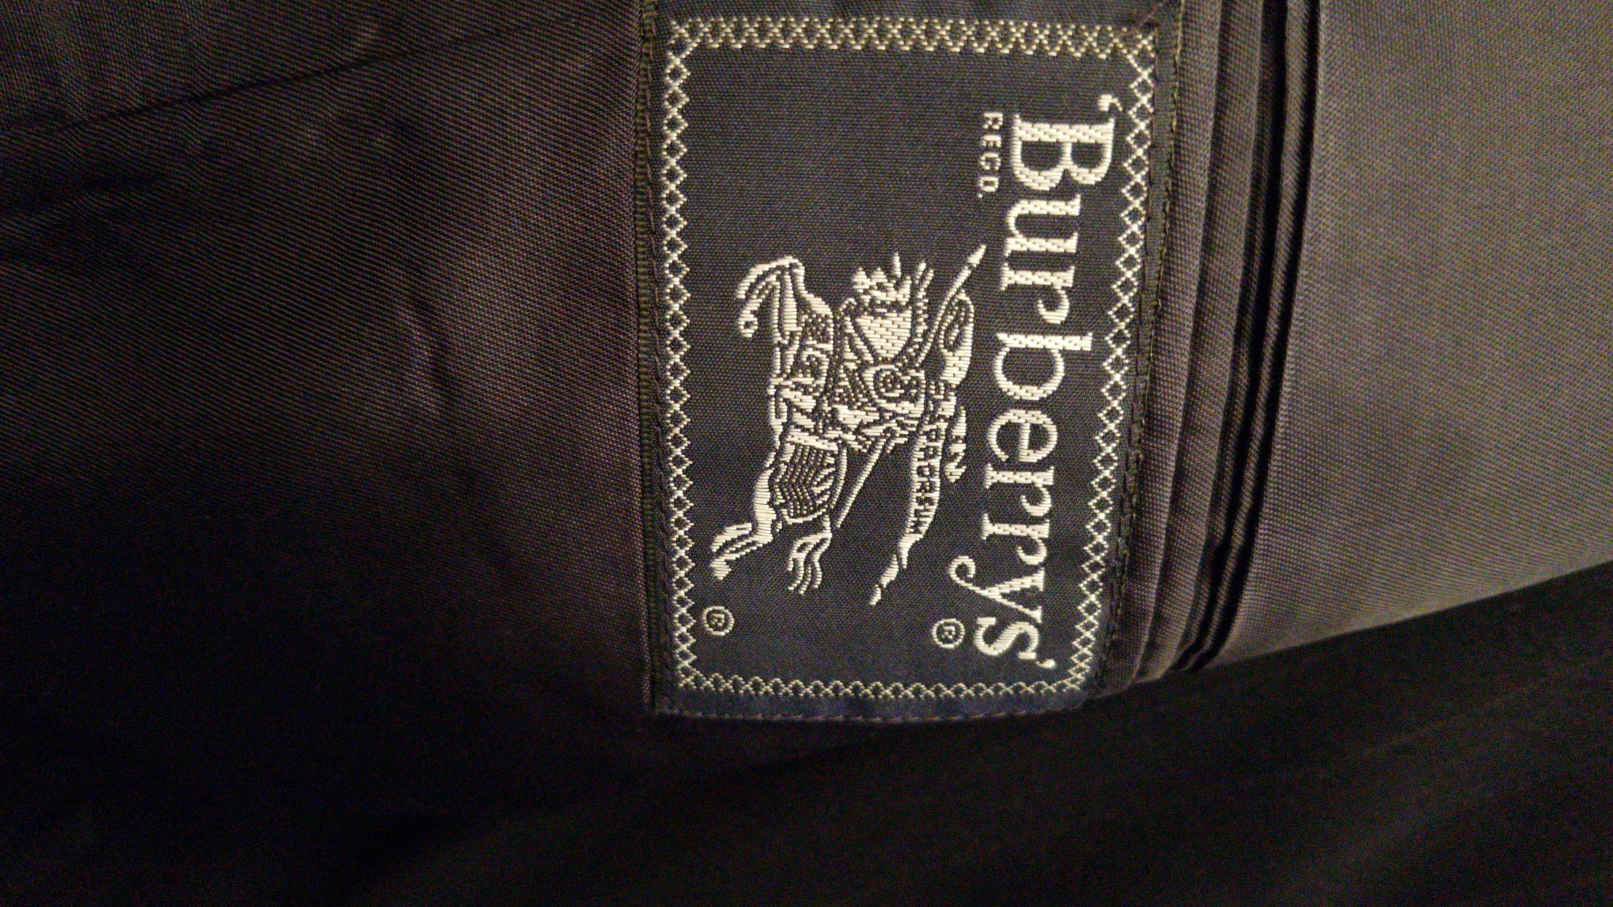 'Burberrys'
REGD. ®
PRORSUM
®